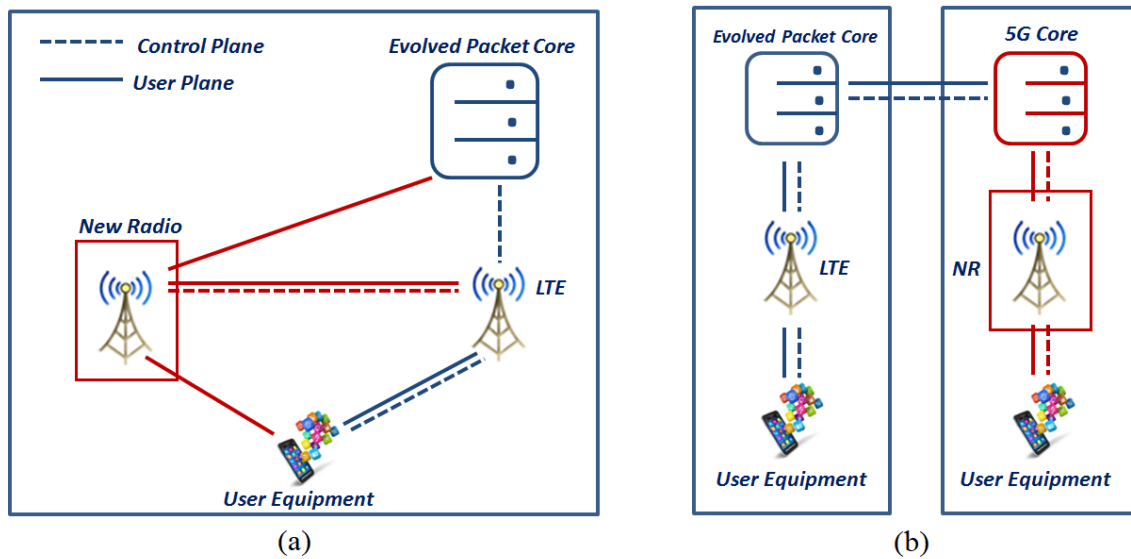 Control Plane
User Plane
Evolved Packet Core
New Radio
LTE
User Equipment
(a)
Evolved Packet Core
5G Core
LTE
NR
User Equipment
User Equipment
(b)